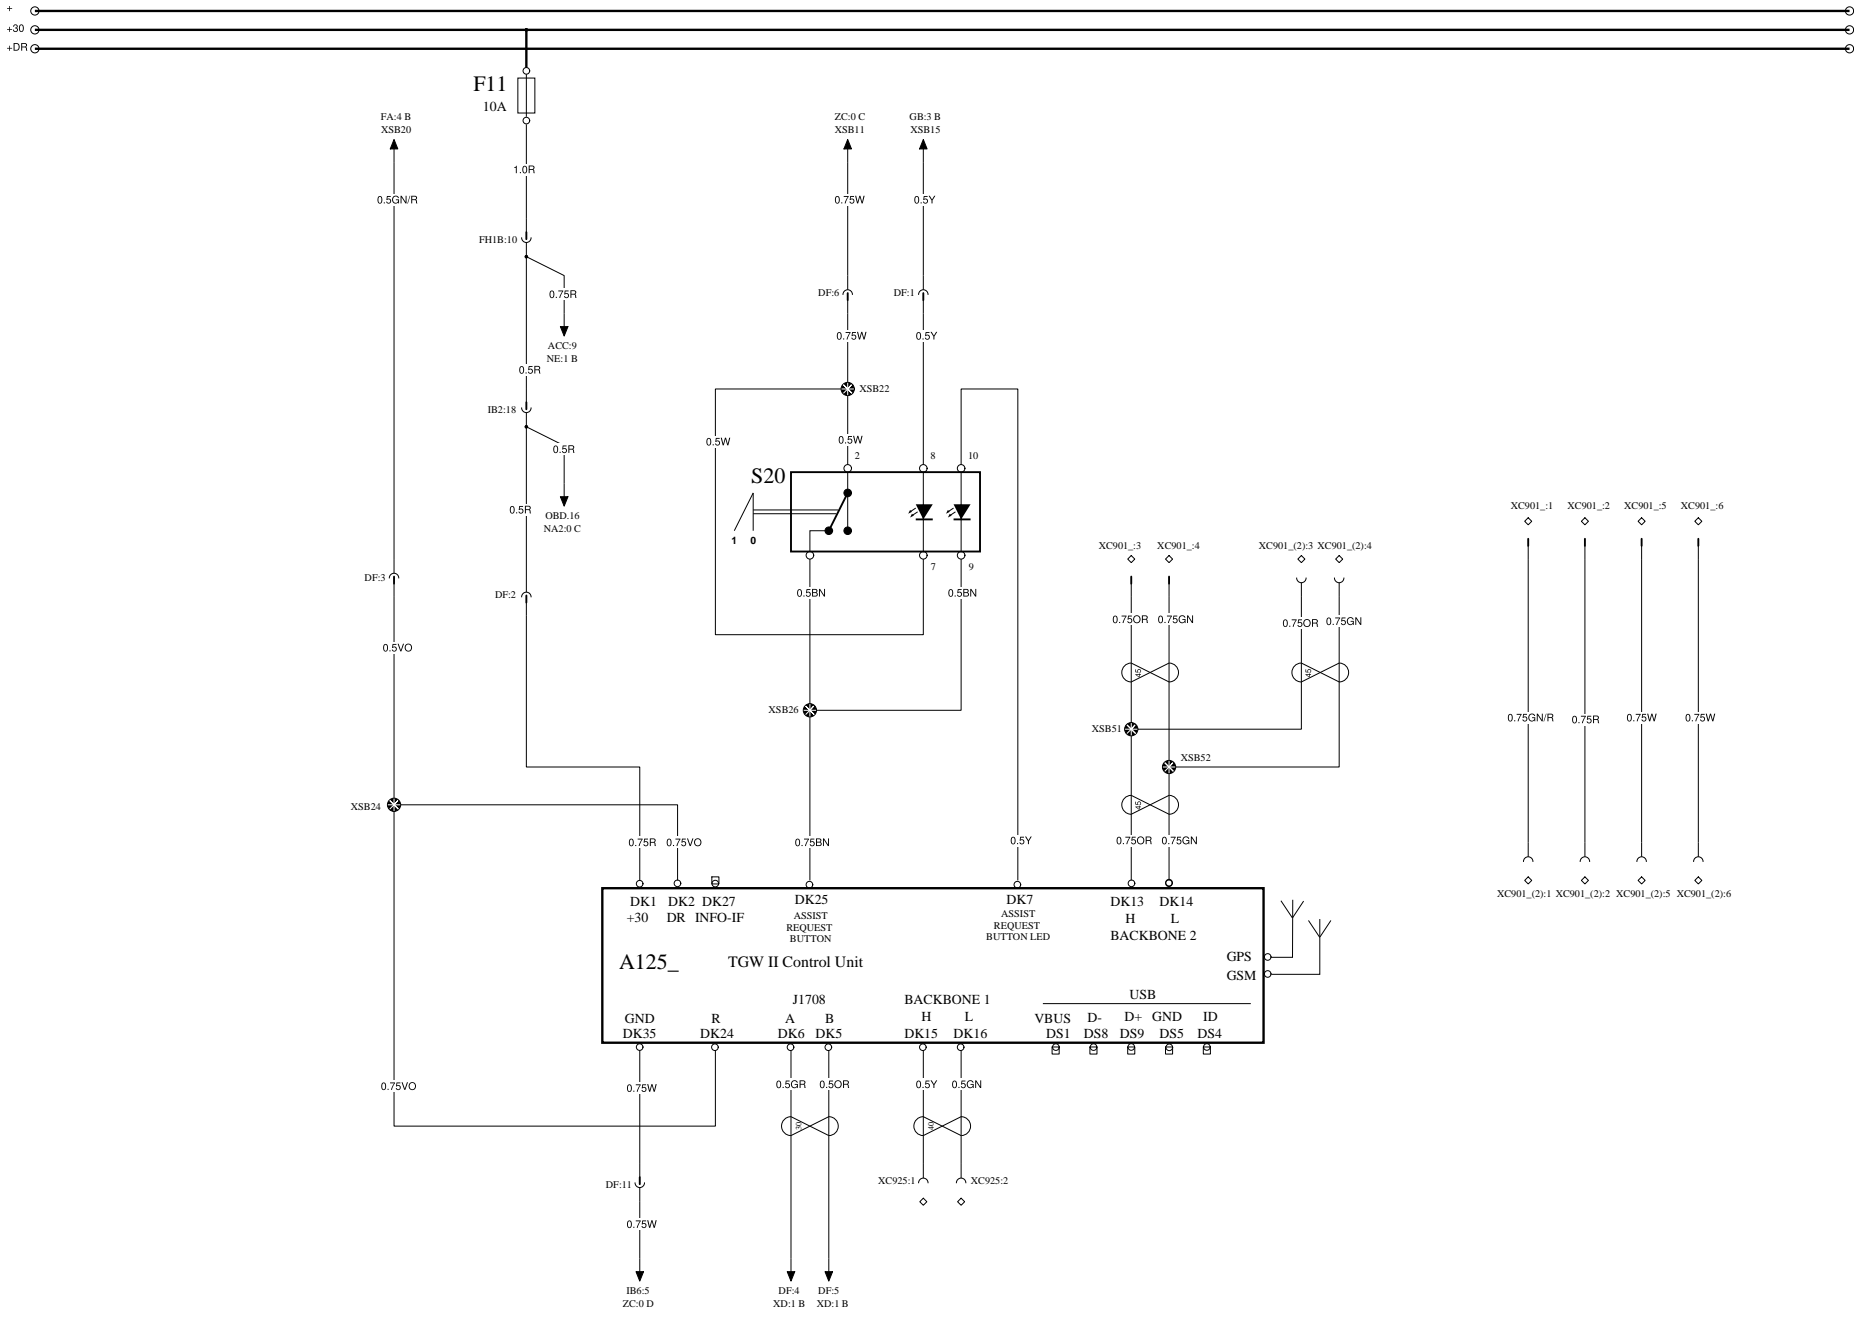 +
+30
+DR
F11
10A
FA:4 B
XSB20
ZC:0 C
XSB11
GB:3 B
XSB15
1.0R
0.5GN/R
0.75W
0.5Y
FH1B:10
0.75R
DF:6
DF:1
0.75W
0.5Y
ACC:9
NE:1 B
0.5R
XSB22
IB2:18
0.5W
0.5W
0.5R
2
8
10
S20
0.5R
OBD.16
NA2:0 C
1 0
XC901_:1
XC901_:2
XC901_:5
XC901_:6
XC901_:3
XC901_:4
XC901_(2):3
XC901_(2):4
7
9
DF:3
DF:2
0.5BN
0.5BN
0.75OR
0.75GN
0.75OR
0.75GN
0.5VO
45
45
XSB26
0.75GN/R
0.75R
0.75W
0.75W
XSB51
XSB52
XSB24
45
0.75R
0.75VO
0.75BN
0.5Y
0.75OR
0.75GN
XC901_(2):1
XC901_(2):2
XC901_(2):5
XC901_(2):6
DK1
DK2
DK27
DK25
DK7
DK13
DK14
+30
DR
INFO-IF
ASSIST
REQUEST
BUTTON
ASSIST
REQUEST
BUTTON LED
H
L
BACKBONE 2
A125_
TGW II Control Unit
GPS
GSM
J1708
BACKBONE 1
USB
GND
R
A
B
H
L
VBUS
D-
D+
GND
ID
DK35
DK24
DK6
DK5
DK15
DK16
DS1
DS8
DS9
DS5
DS4
0.75VO
0.75W
0.5GR
0.5OR
0.5Y
0.5GN
30
40
DF:11
XC925:1
XC925:2
0.75W
IB6:5
ZC:0 D
DF:4
XD:1 B
DF:5
XD:1 B